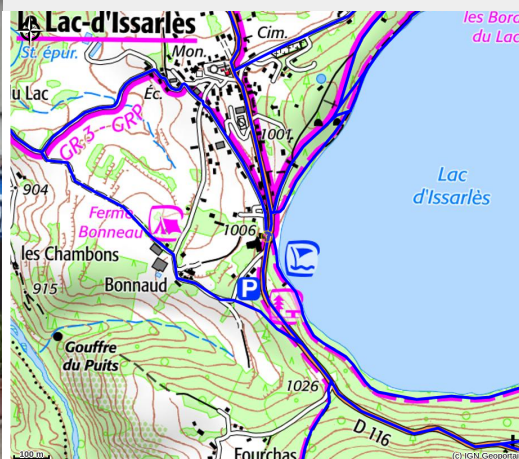 Lac-d'Issarlès
Cim.
les Bord
du Lac
St. épur.
Mon.
u Lac
Éc.
GR 3 - GRP
1001
904
Lac
d'Issarlès
Ferme
Bonneau
1006
les Chambons
915
Bonnaud
P
Gouffre
du Puits
1026
D 116
Fourchas
100 m
(c) IGN Geoportail